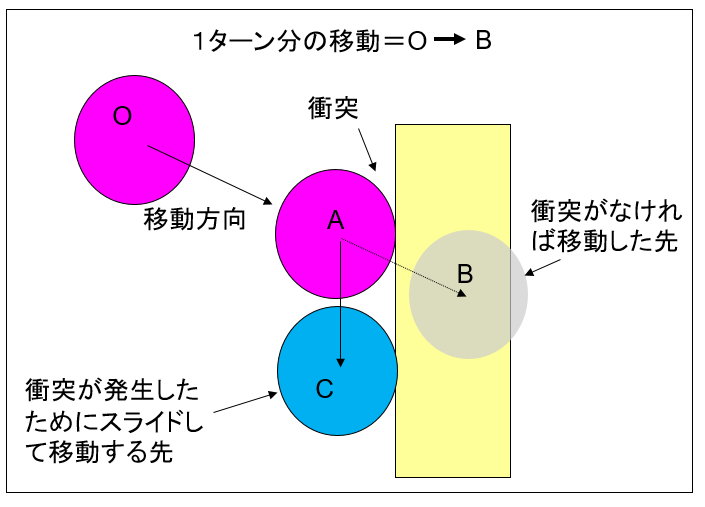 １ターン分の移動＝O→B
O
衝突
移動方向
A
衝突がなけれ
ば移動した先
B
C
衝突が発生した
ためにスライドし
て移動する先